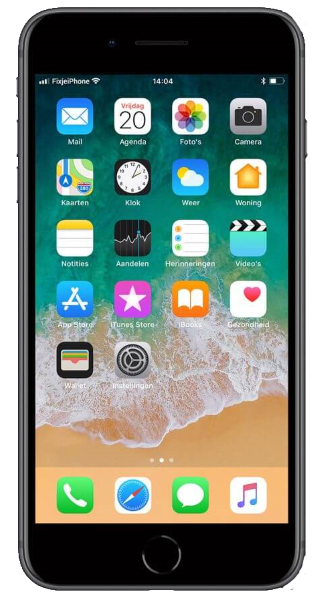 FixjeiPhone 14:04
Vrijdag
20
Mail Agenda Foto's Camera
Kaarten Klok Weer Woning
Notities Aandelen Herinneringen Video's
App Store iTunes Store iBooks Gezondheid
Wallet Instellingen